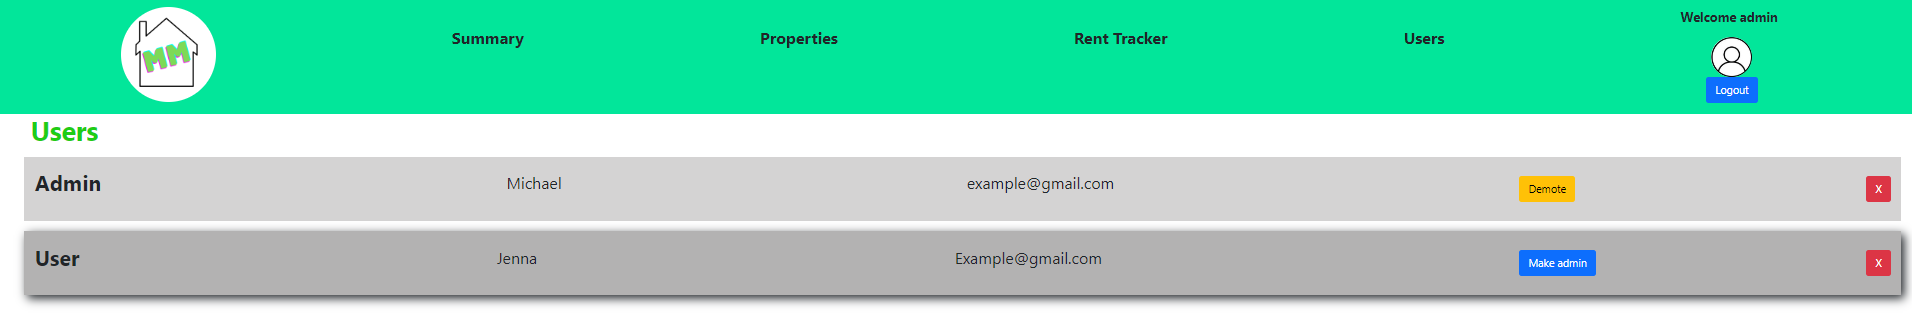 MM
Summary Properties Rent Tracker Users
Welcome admin
Logout
Users
Admin Michael example@gmail.com Demote X
User Jenna Example@gmail.com Make admin X